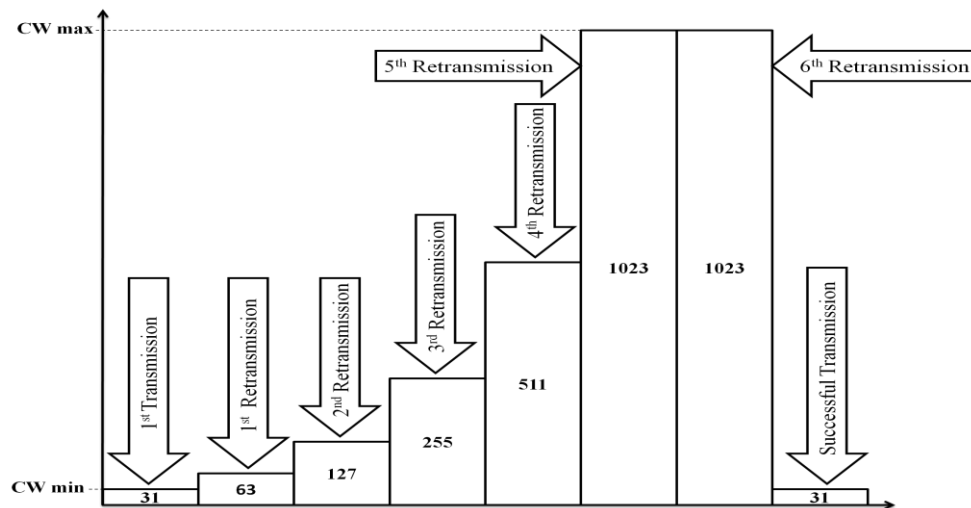 CW max
5th Retransmission
6th Retransmission
4th Retransmission
3rd Retransmission
1st Transmission
1st Retransmission
2nd Retransmission
Successful Transmission
1023
1023
511
255
127
63
CW min
31
31